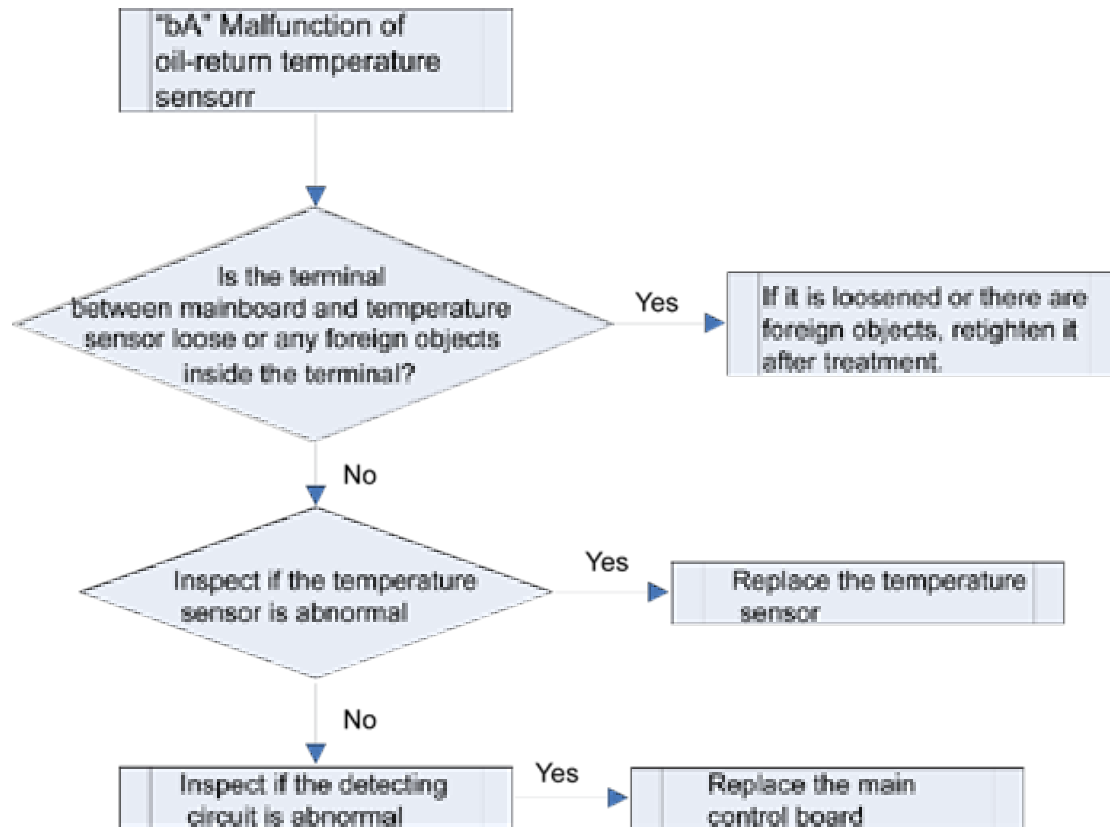 "bA" Malfunction of
oil-return temperature
sensorr
Is the terminal
between mainboard and temperature
sensor loose or any foreign objects
inside the terminal?
Yes
If it is loosened or there are
foreign objects, retighten it
after treatment.
No
Inspect if the temperature
sensor is abnormal
Yes
Replace the temperature
sensor
No
Inspect if the detecting
circuit is abnormal
Yes
Replace the main
control board